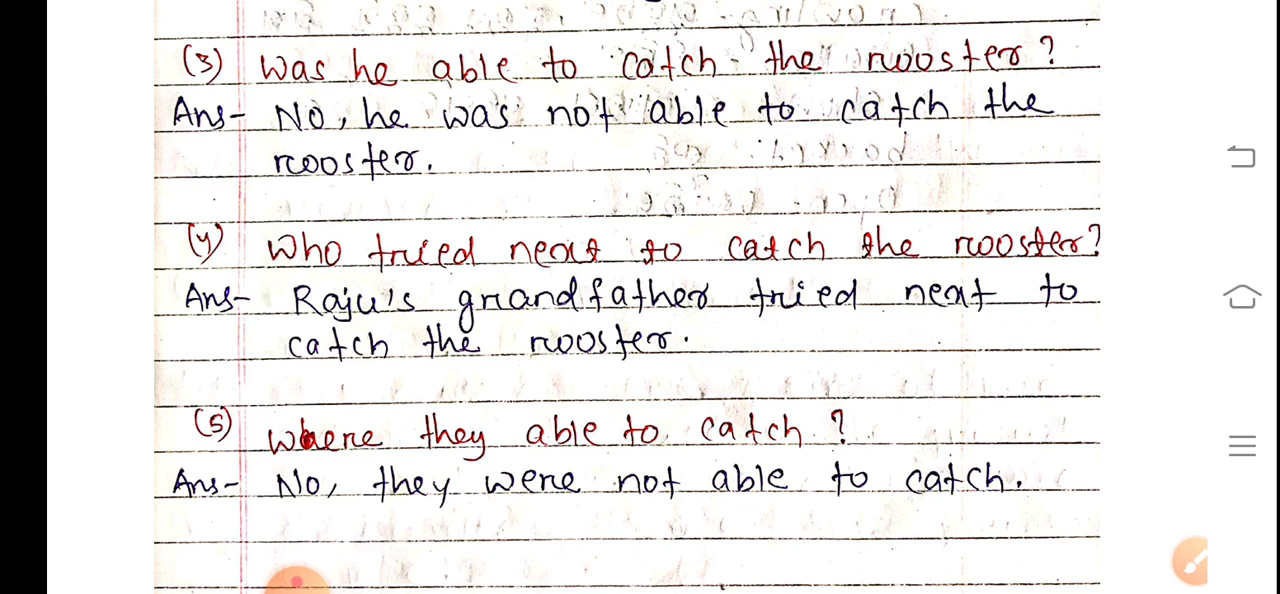 (3) Was he able to catch the rooster?
Ans- No, he was not able to catch the
rooster.
(4) Who tried next to catch the rooster?
Ans- Raju's grandfather tried next to
catch the rooster.
(5) Where they able to catch?
Ans- No, they were not able to catch.